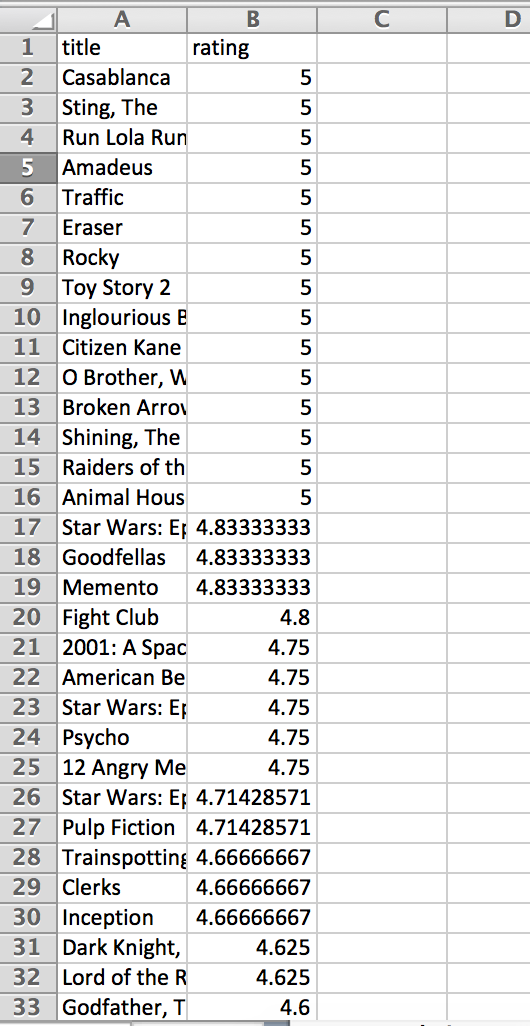 A B C D
1 title rating
2 Casablanca 5
3 Sting, The 5
4 Run Lola Run 5
5 Amadeus 5
6 Traffic 5
7 Eraser 5
8 Rocky 5
9 Toy Story 2 5
10 Inglourious B 5
11 Citizen Kane 5
12 O Brother, W 5
13 Broken Arrow 5
14 Shining, The 5
15 Raiders of th 5
16 Animal Hous 5
17 Star Wars: Ep 4.83333333
18 Goodfellas 4.83333333
19 Memento 4.83333333
20 Fight Club 4.8
21 2001: A Spac 4.75
22 American Be 4.75
23 Star Wars: Ep 4.75
24 Psycho 4.75
25 12 Angry Me 4.75
26 Star Wars: Ep 4.71428571
27 Pulp Fiction 4.71428571
28 Trainspotting 4.66666667
29 Clerks 4.66666667
30 Inception 4.66666667
31 Dark Knight, 4.625
32 Lord of the R 4.625
33 Godfather, T 4.6